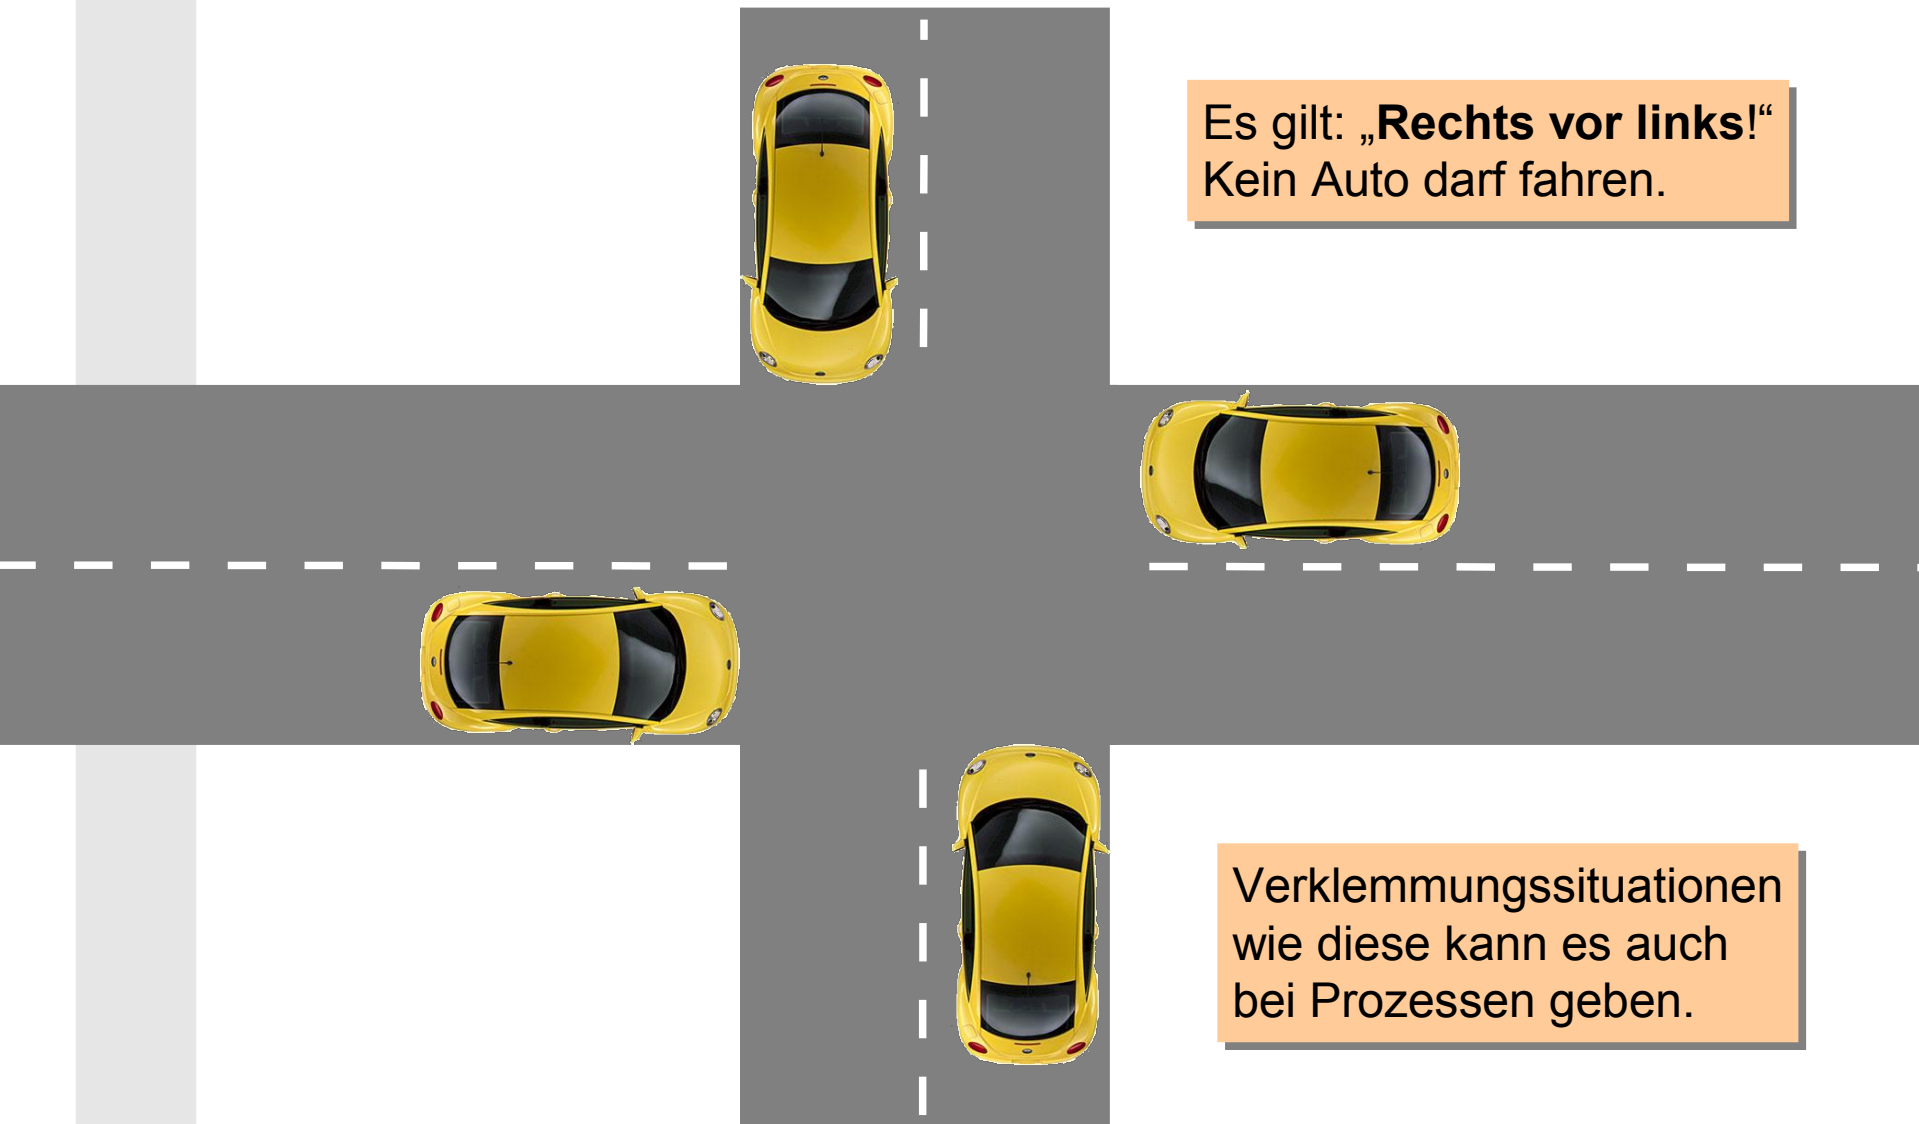 Es gilt: „Rechts vor links!“
Kein Auto darf fahren.
Verklemmungssituationen
wie diese kann es auch
bei Prozessen geben.